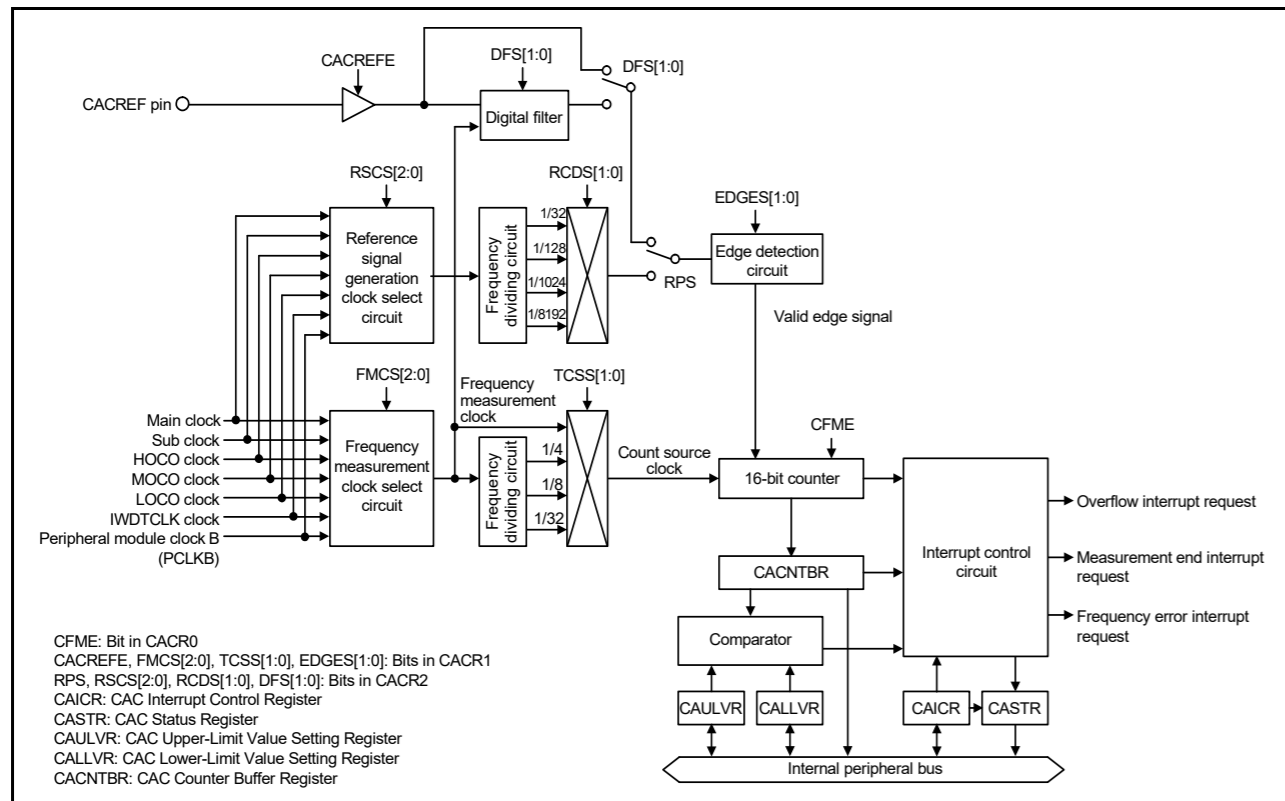 CACREFE
DFS[1:0]
DFS[1:0]
CACREF pin
Digital filter
RSCS[2:0]
RCDS[1:0]
EDGES[1:0]
Reference
signal
generation
clock select
circuit
Frequency
dividing circuit
1/32
1/128
1/1024
1/8192
RPS
Edge detection
circuit
Valid edge signal
FMCS[2:0]
Frequency
measurement
clock
TCSS[1:0]
CFME
Main clock
Sub clock
HOCO clock
MOCO clock
LOCO clock
IWDTCLK clock
Peripheral module clock B
(PCLKB)
Frequency
measurement
clock select
circuit
Frequency
dividing circuit
1/4
1/8
1/32
Count source
clock
16-bit counter
Interrupt control
circuit
Overflow interrupt request
Measurement end interrupt
request
Frequency error interrupt
request
CACNTBR
Comparator
CAULVR
CALLVR
CAICR
CASTR
Internal peripheral bus
CFME: Bit in CACR0
CACREFE, FMCS[2:0], TCSS[1:0], EDGES[1:0]: Bits in CACR1
RPS, RSCS[2:0], RCDS[1:0], DFS[1:0]: Bits in CACR2
CAICR: CAC Interrupt Control Register
CASTR: CAC Status Register
CAULVR: CAC Upper-Limit Value Setting Register
CALLVR: CAC Lower-Limit Value Setting Register
CACNTBR: CAC Counter Buffer Register